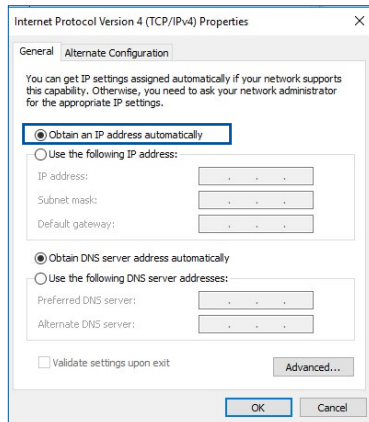 Internet Protocol Version 4 (TCP/IPv4) Properties
General Alternate Configuration
You can get IP settings assigned automatically if your network supports
this capability. Otherwise, you need to ask your network administrator
for the appropriate IP settings.
Obtain an IP address automatically
Use the following IP address:
IP address:
Subnet mask:
Default gateway:
Obtain DNS server address automatically
Use the following DNS server addresses:
Preferred DNS server:
Alternate DNS server:
Validate settings upon exit
Advanced...
OK Cancel